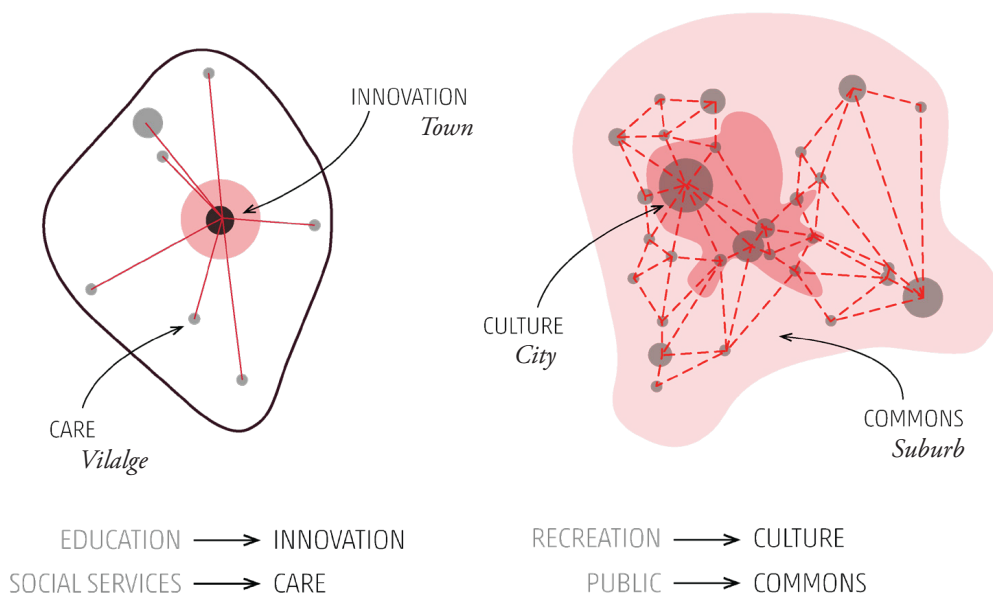 INNOVATION
Town
CARE
Vilalge
CULTURE
City
COMMONS
Suburb
EDUCATION → INNOVATION
SOCIAL SERVICES → CARE
RECREATION → CULTURE
PUBLIC → COMMONS